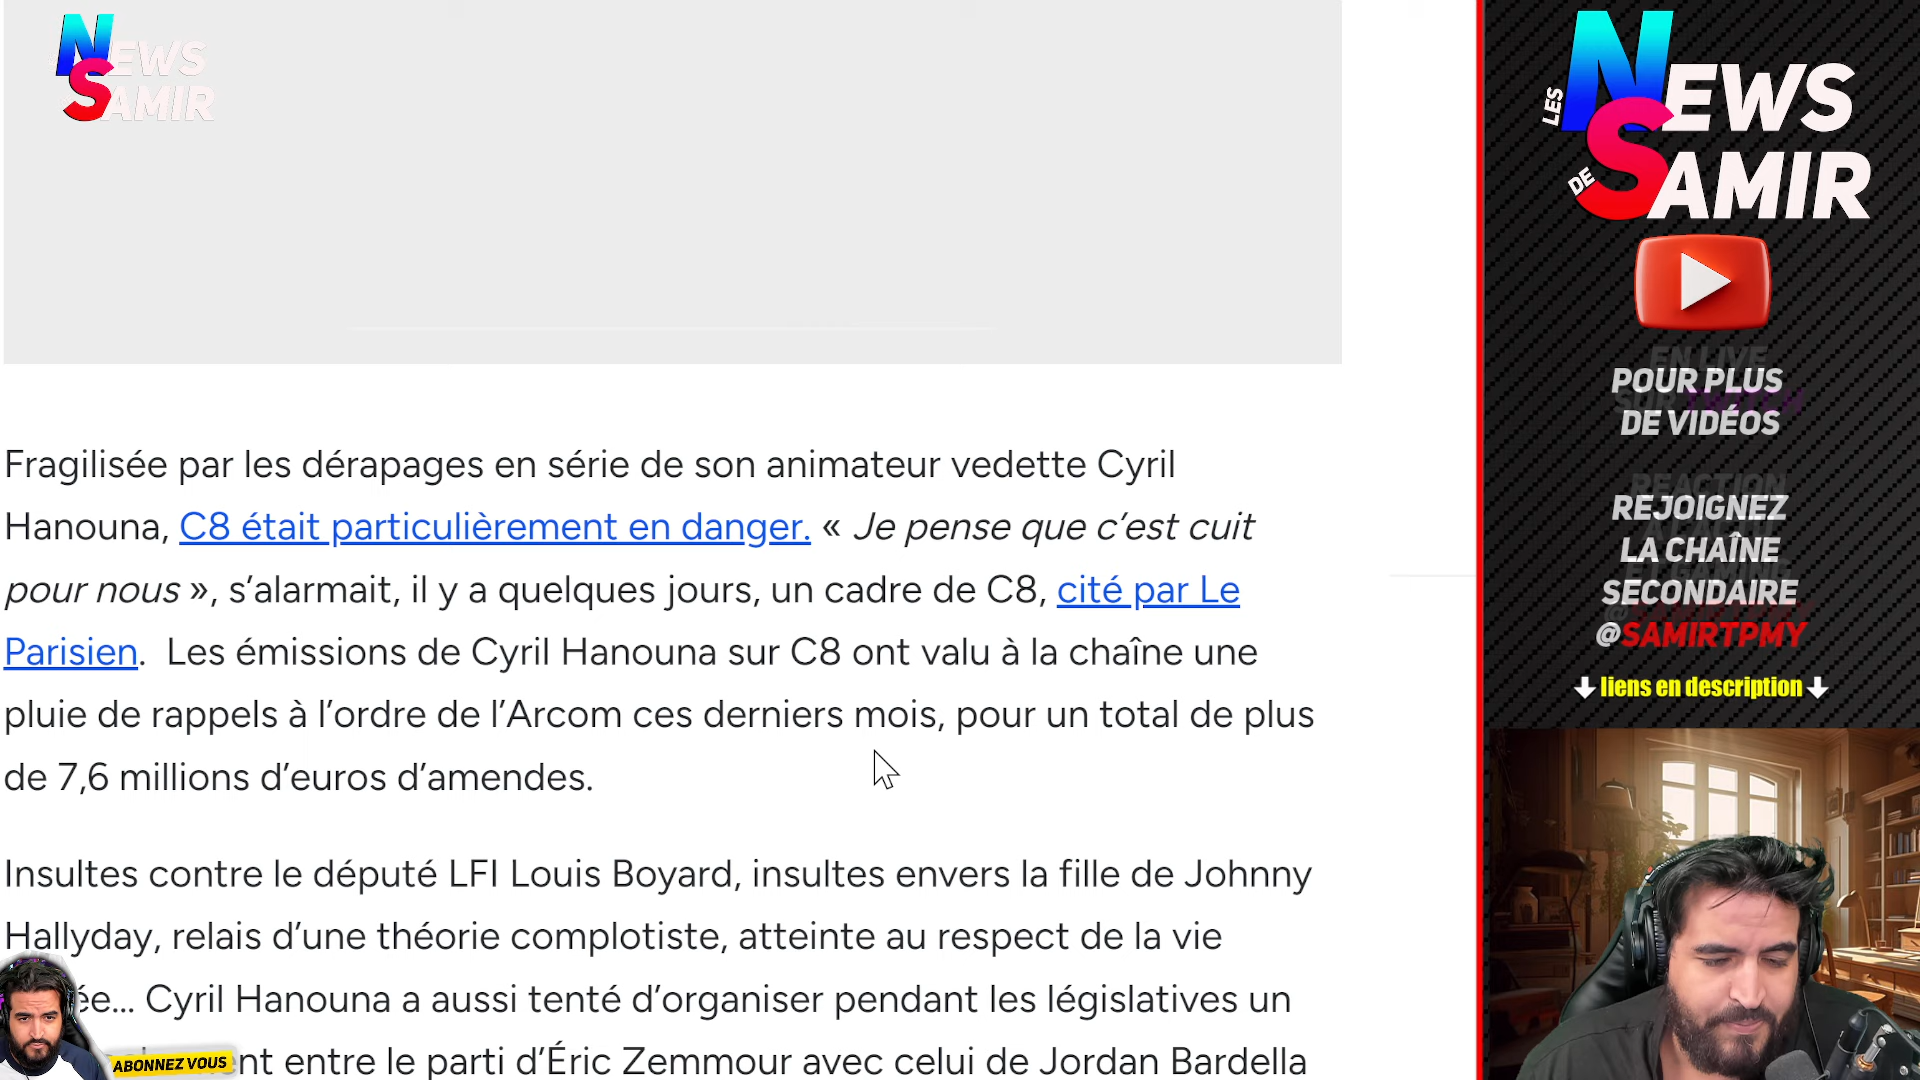 NEWS
SAMIR
Fragilisée par les dérapages en série de son animateur vedette Cyril
Hanouna, C8 était particulièrement en danger. « Je pense que c’est cuit
pour nous », s’alarmait, il y a quelques jours, un cadre de C8, cité par Le
Parisien. Les émissions de Cyril Hanouna sur C8 ont valu à la chaîne une
pluie de rappels à l’ordre de l’Arcom ces derniers mois, pour un total de plus
de 7,6 millions d’euros d’amendes.
Insultes contre le député LFI Louis Boyard, insultes envers la fille de Johnny
Hallyday, relais d’une théorie complotiste, atteinte au respect de la vie
ée... Cyril Hanouna a aussi tenté d’organiser pendant les législatives un
nt entre le parti d’Éric Zemmour avec celui de Jordan Bardella
ABONNEZ VOUS
LES NEWS
DE SAMIR
EN LIVE
POUR PLUS
DE VIDÉOS
REACTION
REJOIGNEZ
LA CHAÎNE
SECONDAIRE
@SAMIRTPMY
liens en description